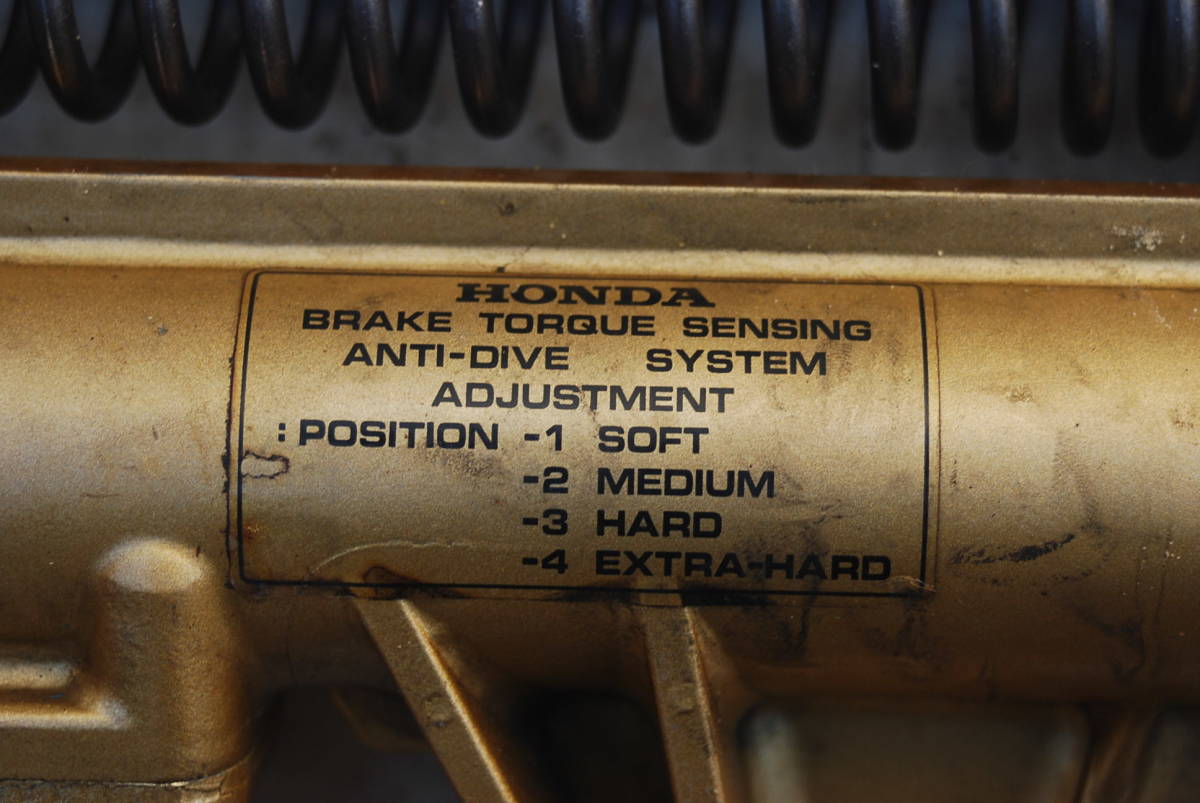 HONDA
BRAKE TORQUE SENSING
ANTI-DIVE SYSTEM
ADJUSTMENT
: POSITION -1 SOFT
-2 MEDIUM
-3 HARD
-4 EXTRA-HARD